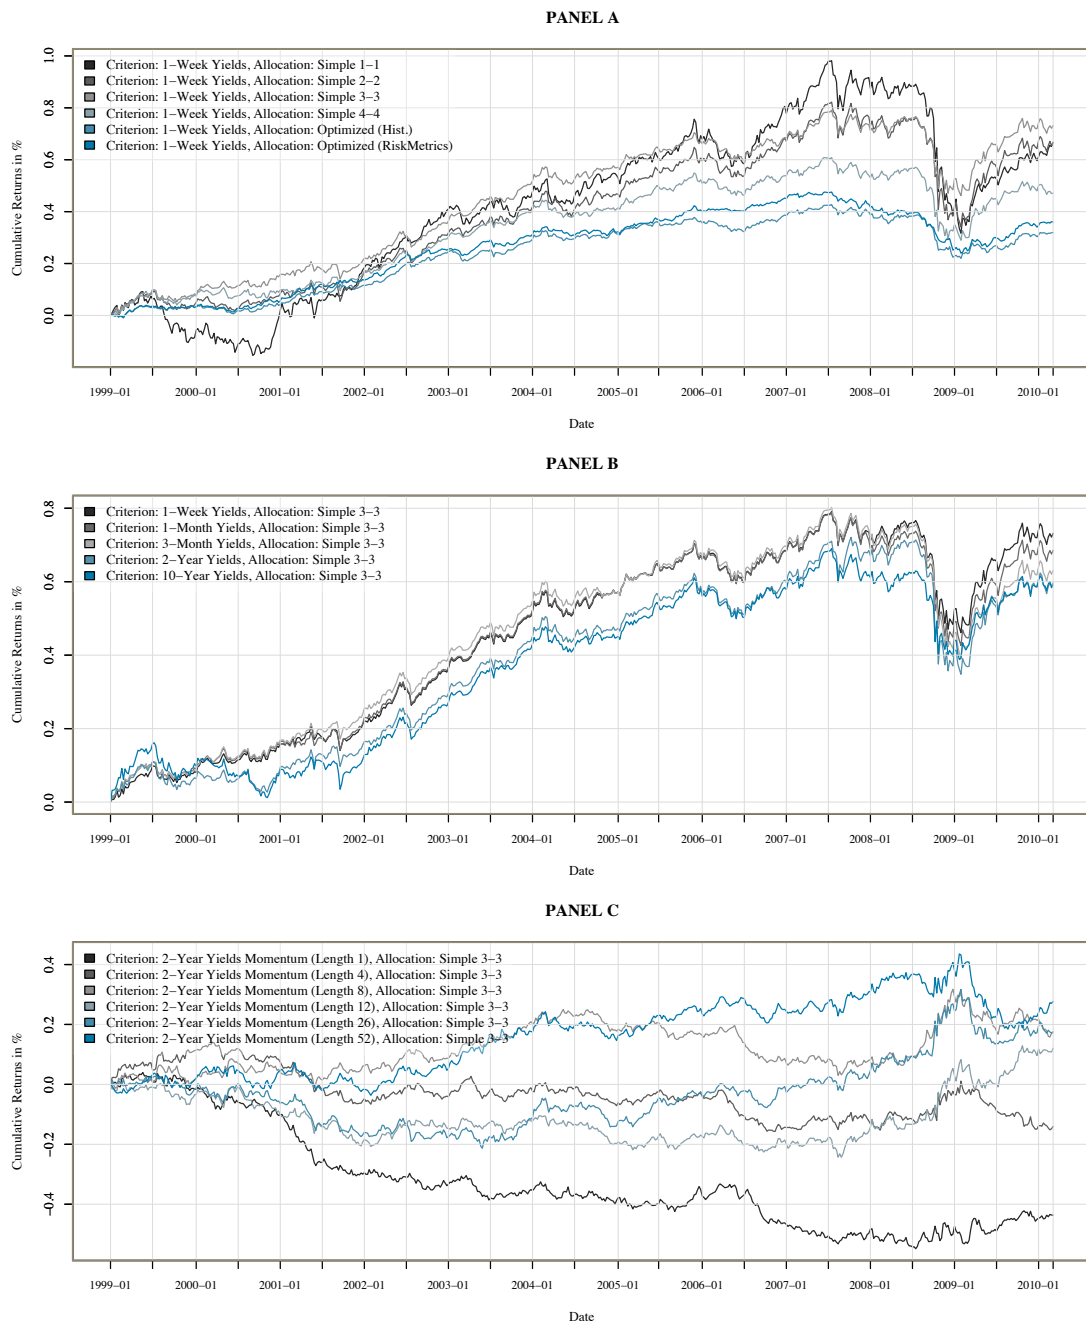 PANEL A
Cumulative Returns in %
1.0
0.8
0.6
0.4
0.2
0.0
Criterion: 1−Week Yields, Allocation: Simple 1−1
Criterion: 1−Week Yields, Allocation: Simple 2−2
Criterion: 1−Week Yields, Allocation: Simple 3−3
Criterion: 1−Week Yields, Allocation: Simple 4−4
Criterion: 1−Week Yields, Allocation: Optimized (Hist.)
Criterion: 1−Week Yields, Allocation: Optimized (RiskMetrics)
1999−01 2000−01 2001−01 2002−01 2003−01 2004−01 2005−01 2006−01 2007−01 2008−01 2009−01 2010−01
Date
PANEL B
Cumulative Returns in %
0.8
0.6
0.4
0.2
0.0
Criterion: 1−Week Yields, Allocation: Simple 3−3
Criterion: 1−Month Yields, Allocation: Simple 3−3
Criterion: 3−Month Yields, Allocation: Simple 3−3
Criterion: 2−Year Yields, Allocation: Simple 3−3
Criterion: 10−Year Yields, Allocation: Simple 3−3
1999−01 2000−01 2001−01 2002−01 2003−01 2004−01 2005−01 2006−01 2007−01 2008−01 2009−01 2010−01
Date
PANEL C
Cumulative Returns in %
0.4
0.2
0.0
−0.2
−0.4
Criterion: 2−Year Yields Momentum (Length 1), Allocation: Simple 3−3
Criterion: 2−Year Yields Momentum (Length 4), Allocation: Simple 3−3
Criterion: 2−Year Yields Momentum (Length 8), Allocation: Simple 3−3
Criterion: 2−Year Yields Momentum (Length 12), Allocation: Simple 3−3
Criterion: 2−Year Yields Momentum (Length 26), Allocation: Simple 3−3
Criterion: 2−Year Yields Momentum (Length 52), Allocation: Simple 3−3
1999−01 2000−01 2001−01 2002−01 2003−01 2004−01 2005−01 2006−01 2007−01 2008−01 2009−01 2010−01
Date